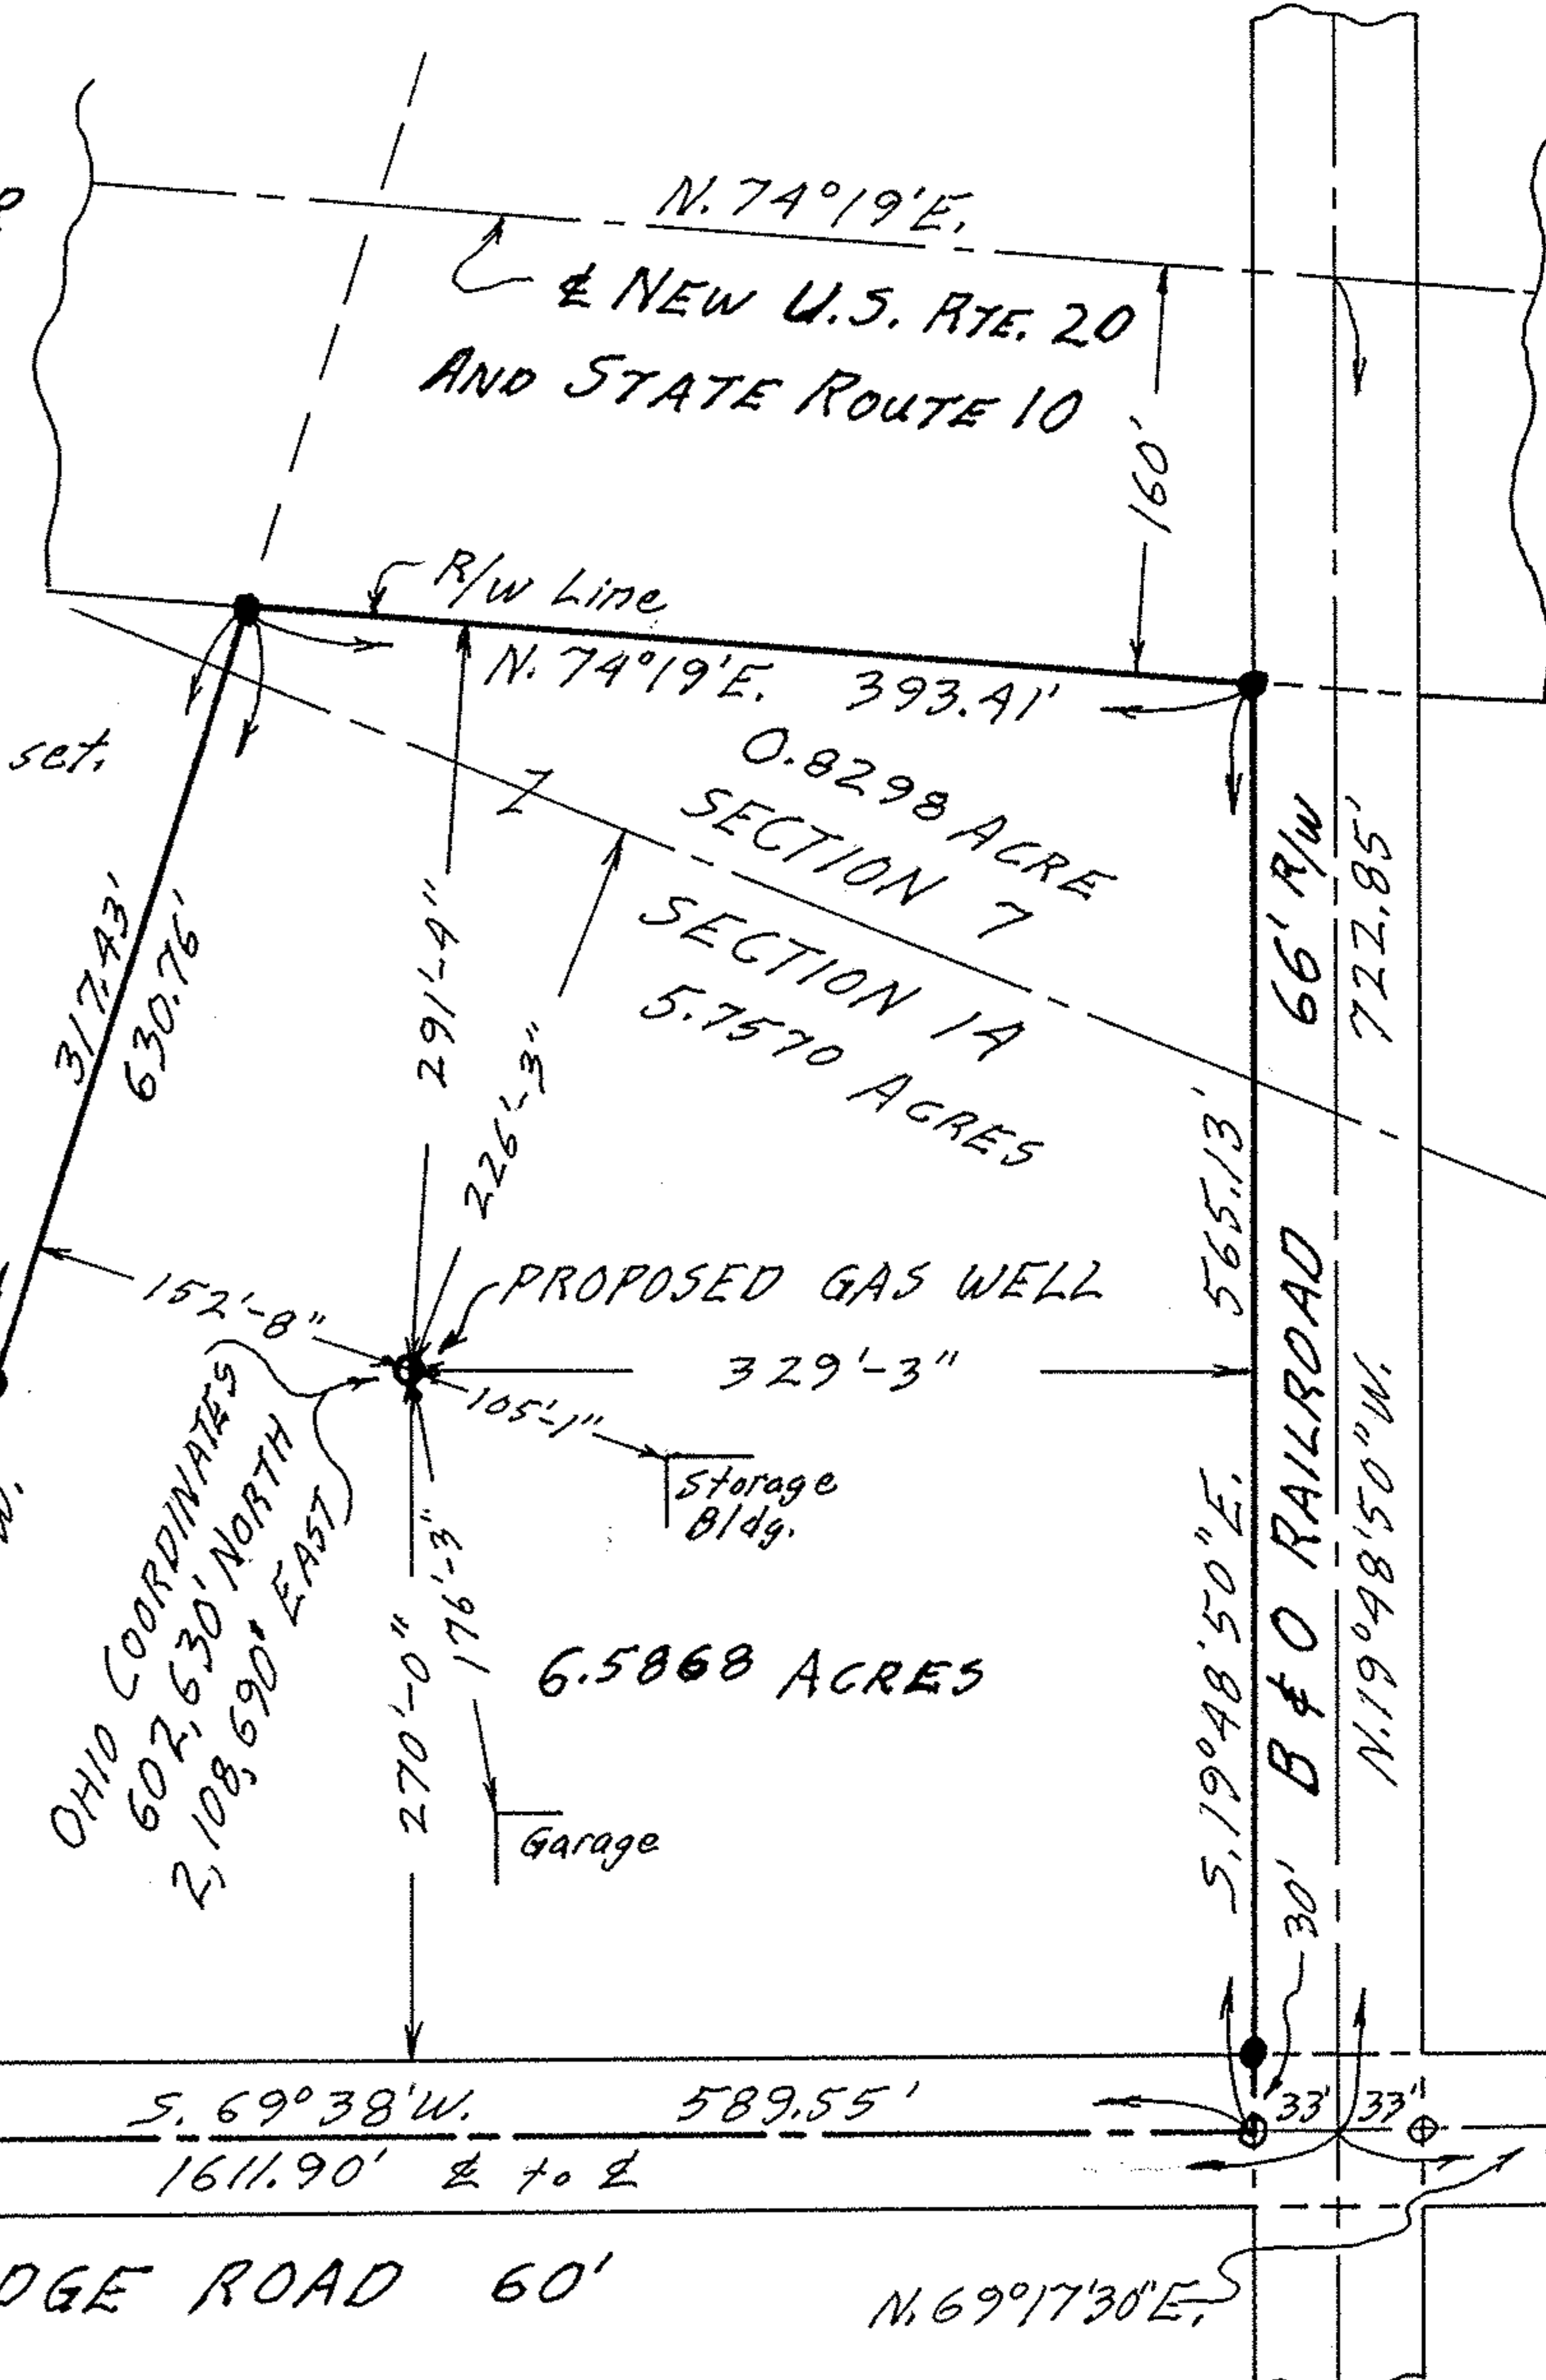 N. 74°19'E.
℄ NEW U.S. RTE. 20
AND STATE ROUTE 10
160'
R/W Line
N. 74°19'E. 393.41'
set.
0.8298 ACRE
SECTION 7
SECTION 14
5.7570 ACRES
317.43'
630.76'
291'-4"
226'-3"
66' R/W
722.85'
565.13'
152'-8"
PROPOSED GAS WELL
329'-3"
105'-1"
Storage
Bldg.
OHIO COORDINATES
602,630' NORTH
2,108,690' EAST
W.
270'-0"
176'-3"
6.5868 ACRES
Garage
S. 19°48'50"E.
B & O RAILROAD
N. 19°48'50"W.
30'
S. 69°38'W. 589.55'
33' 33'
1611.90' ℄ to ℄
DGE ROAD 60'
N. 69°17'30"E.